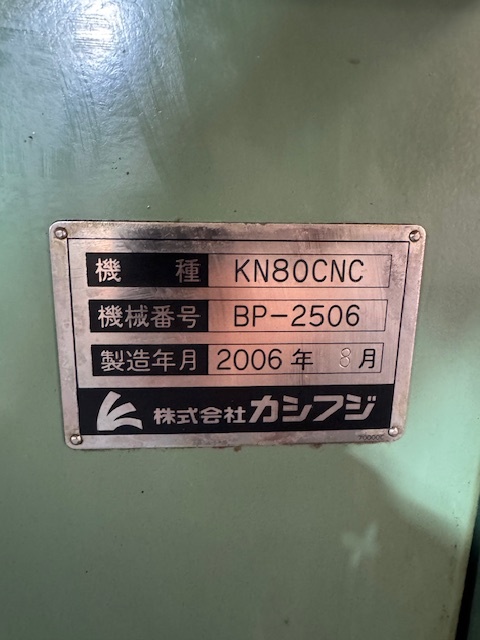 機 種 KN80CNC
機械番号 BP-2506
製造年月 2006年 8月
株式会社カシフジ